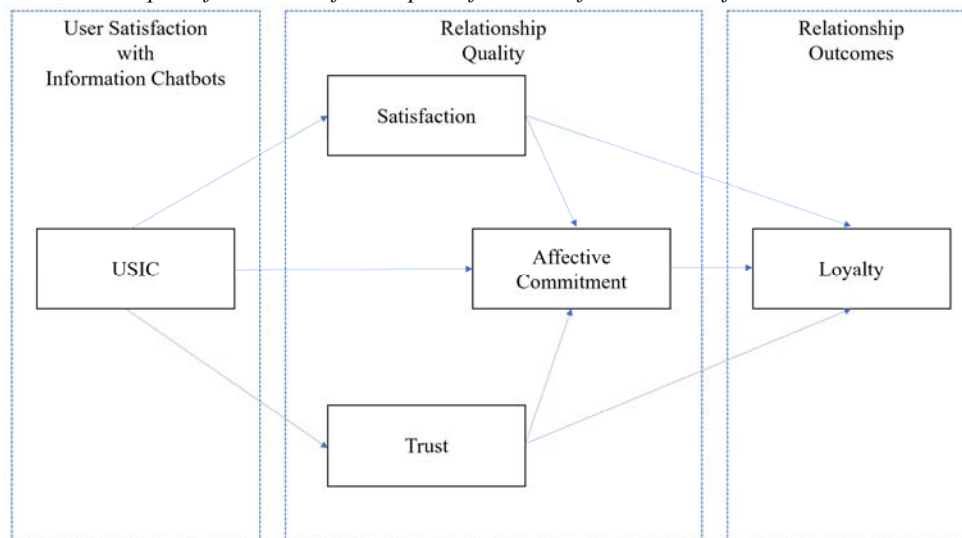 User Satisfaction
with
Information Chatbots
Relationship
Quality
Relationship
Outcomes
Satisfaction
USIC
Affective
Commitment
Loyalty
Trust